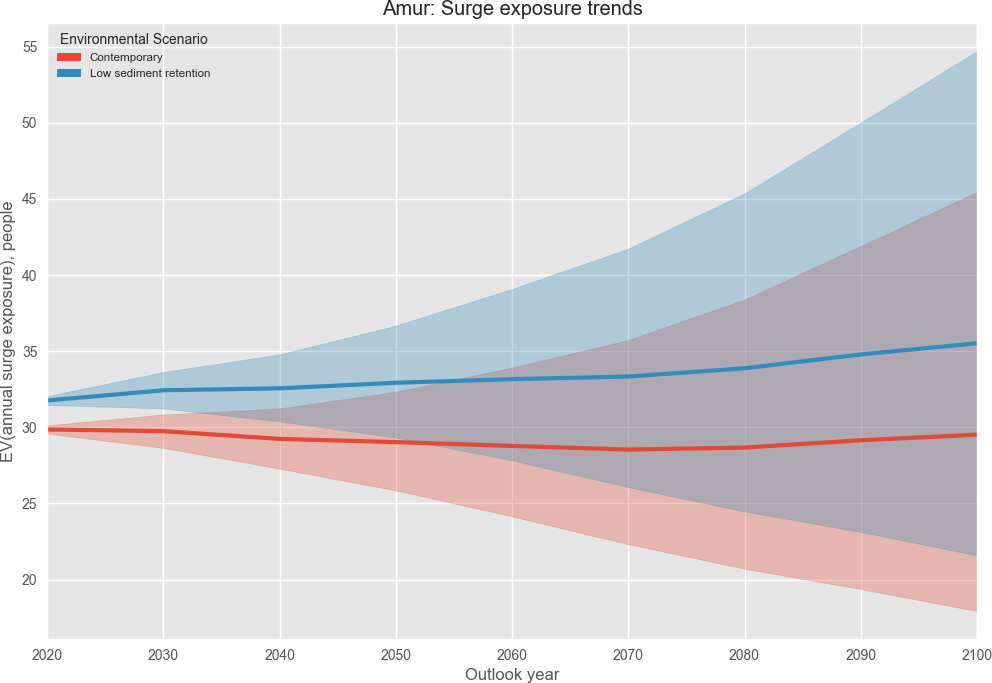 Amur: Surge exposure trends
Environmental Scenario
Contemporary
Low sediment retention
EV(annual surge exposure), people
55
50
45
40
35
30
25
20
2020 2030 2040 2050 2060 2070 2080 2090 2100
Outlook year